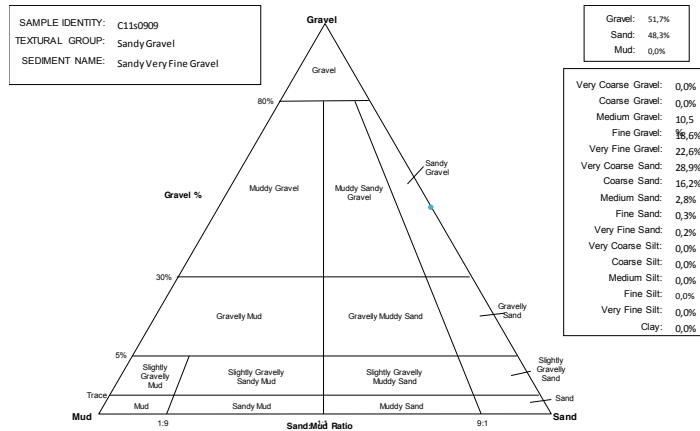 SAMPLE IDENTITY: C11s0909
TEXTURAL GROUP: Sandy Gravel
SEDIMENT NAME: Sandy Very Fine Gravel
Gravel
Gravel: 51,7%
Sand: 48,3%
Mud: 0,0%
Gravel
80%
Very Coarse Gravel: 0,0%
Coarse Gravel: 0,0%
Medium Gravel: 10,5 %
Fine Gravel: 18,6%
Very Fine Gravel: 22,6%
Very Coarse Sand: 28,9%
Coarse Sand: 16,2%
Medium Sand: 2,8%
Fine Sand: 0,3%
Very Fine Sand: 0,2%
Very Coarse Silt: 0,0%
Coarse Silt: 0,0%
Medium Silt: 0,0%
Fine Silt: 0,0%
Very Fine Silt: 0,0%
Clay: 0,0%
Sandy
Gravel
Gravel %
Muddy Gravel
Muddy Sandy
Gravel
30%
Gravelly Mud
Gravelly Muddy Sand
Gravelly
Sand
5%
Slightly
Gravelly
Mud
Slightly Gravelly
Sandy Mud
Slightly Gravelly
Muddy Sand
Slightly
Gravelly
Sand
Trace
Mud
Sandy Mud
Muddy Sand
Sand
Mud
1:9
Sand:Mud Ratio
9:1
Sand